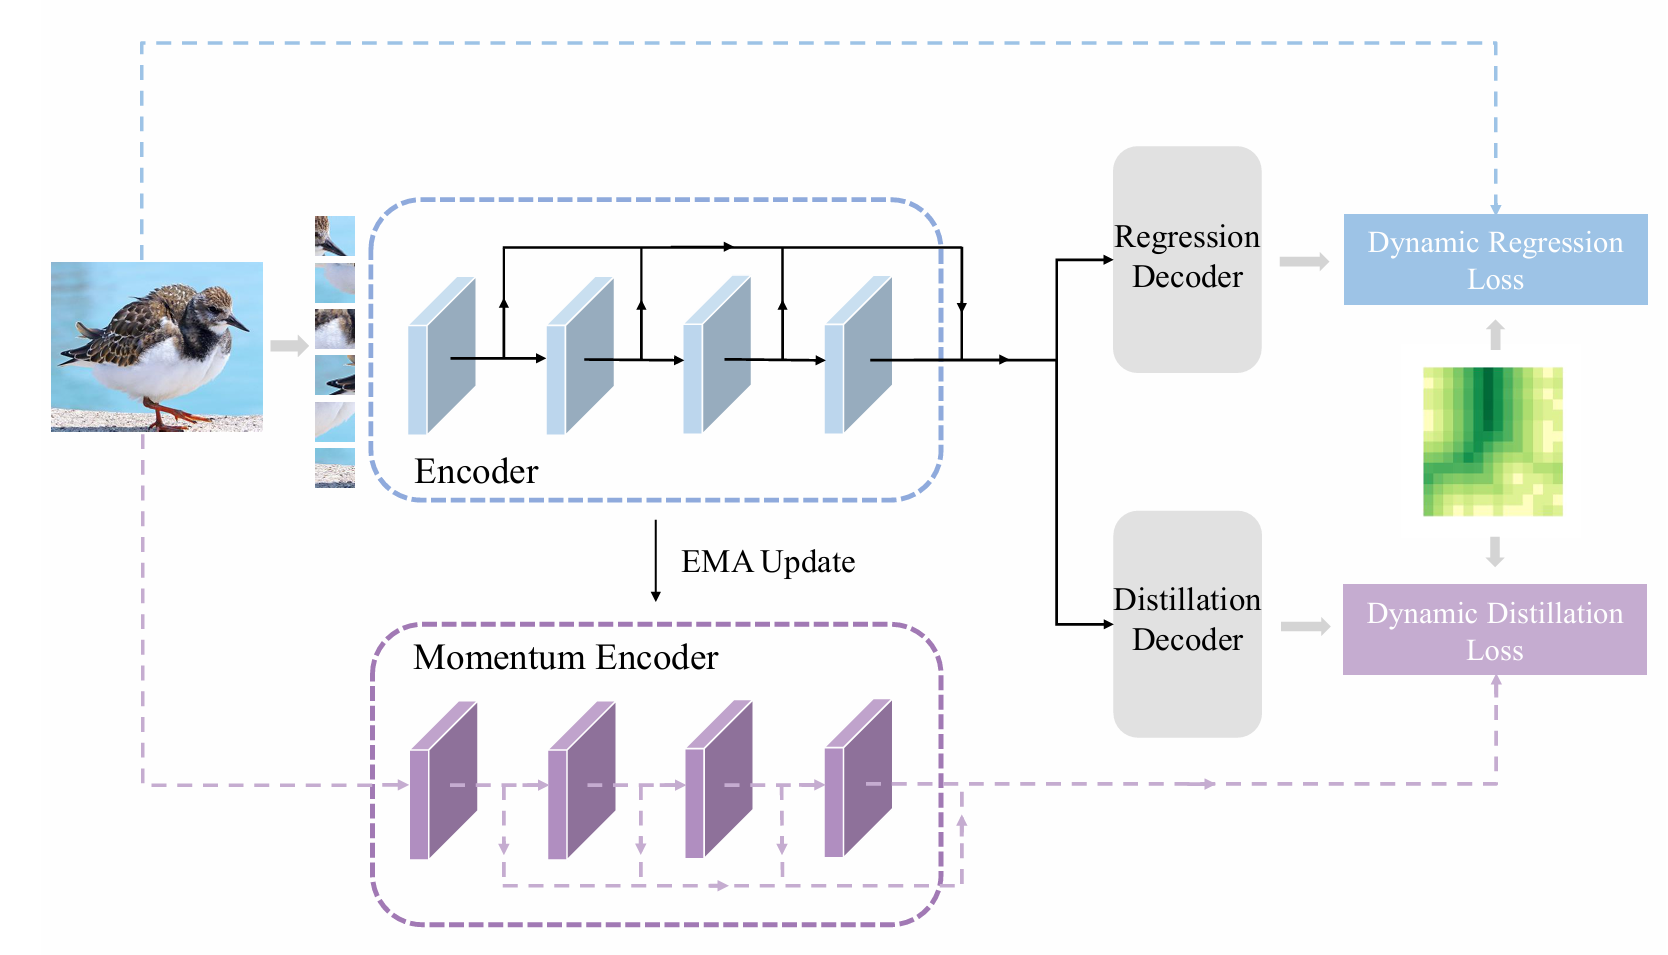 Regression
Decoder
Dynamic Regression
Loss
Encoder
EMA Update
Distillation
Decoder
Dynamic Distillation
Loss
Momentum Encoder